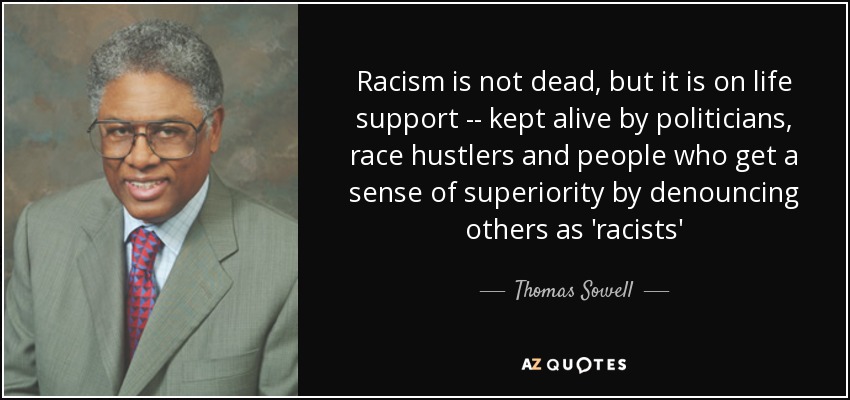 Racism is not dead, but it is on life
support -- kept alive by politicians,
race hustlers and people who get a
sense of superiority by denouncing
others as 'racists'
Thomas Sowell
AZ QUOTES